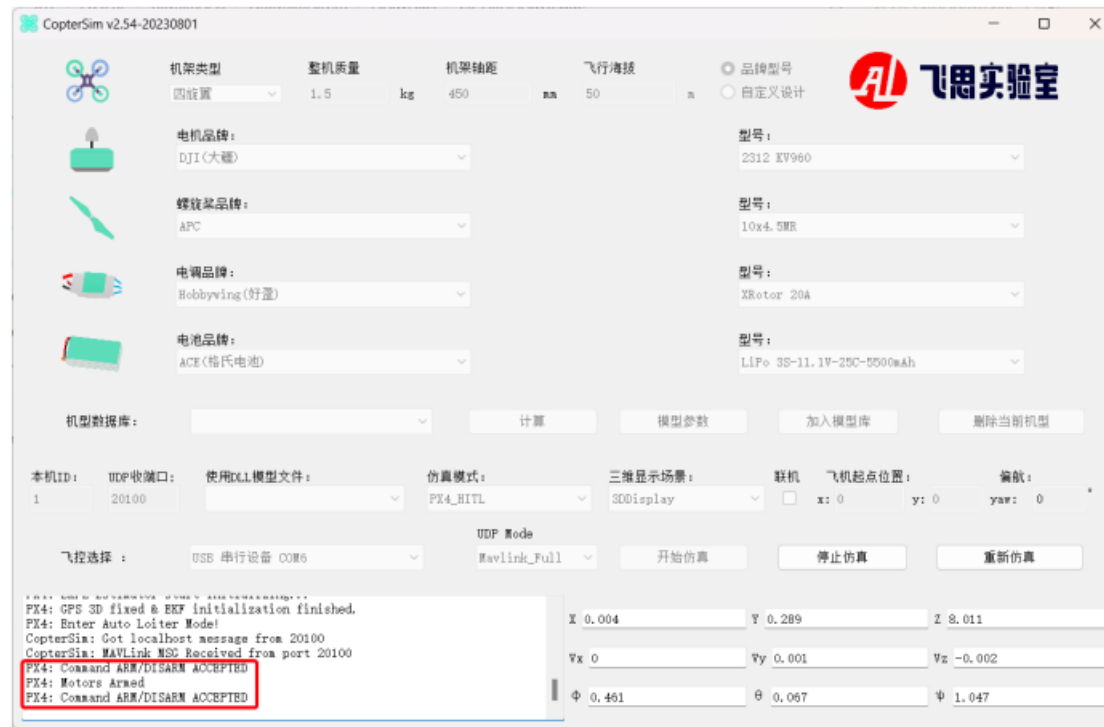 CopterSim v2.54-20230801
机架类型 整机质量 机架轴距 飞行海拔 品牌型号
四旋翼 1.5 kg 450 mm 50 m 自定义设计
飞思实验室
电机品牌: 型号:
DJI(大疆) 2312 KV960
螺旋桨品牌: 型号:
APC 10x4.5MR
电调品牌: 型号:
Hobbywing(好盈) XRotor 20A
电池品牌: 型号:
ACE(格氏电池) LiPo 3S-11.1V-25C-5500mAh
机型数据库: 计算 模型参数 加入模型库 删除当前机型
本机ID: UDP收端口: 使用DLL模型文件: 仿真模式: 三维显示场景: 联机 飞机起点位置: 偏航:
1 20100 PX4_HITL 3DDisplay x: 0 y: 0 yaw: 0 °
UDP Mode
飞控选择 : USB 串行设备 COM6 Mavlink_Full 开始仿真 停止仿真 重新仿真
PX4: GPS 3D fixed & EKF initialization finished.
PX4: Enter Auto Loiter Mode!
CopterSim: Got localhost message from 20100
CopterSim: MAVLink MSG Received from port 20100
PX4: Command ARM/DISARM ACCEPTED
PX4: Motors Armed
PX4: Command ARM/DISARM ACCEPTED
X 0.004 Y 0.289 Z 8.011
Vx 0 Vy 0.001 Vz -0.002
Φ 0.461 θ 0.067 Ψ 1.047